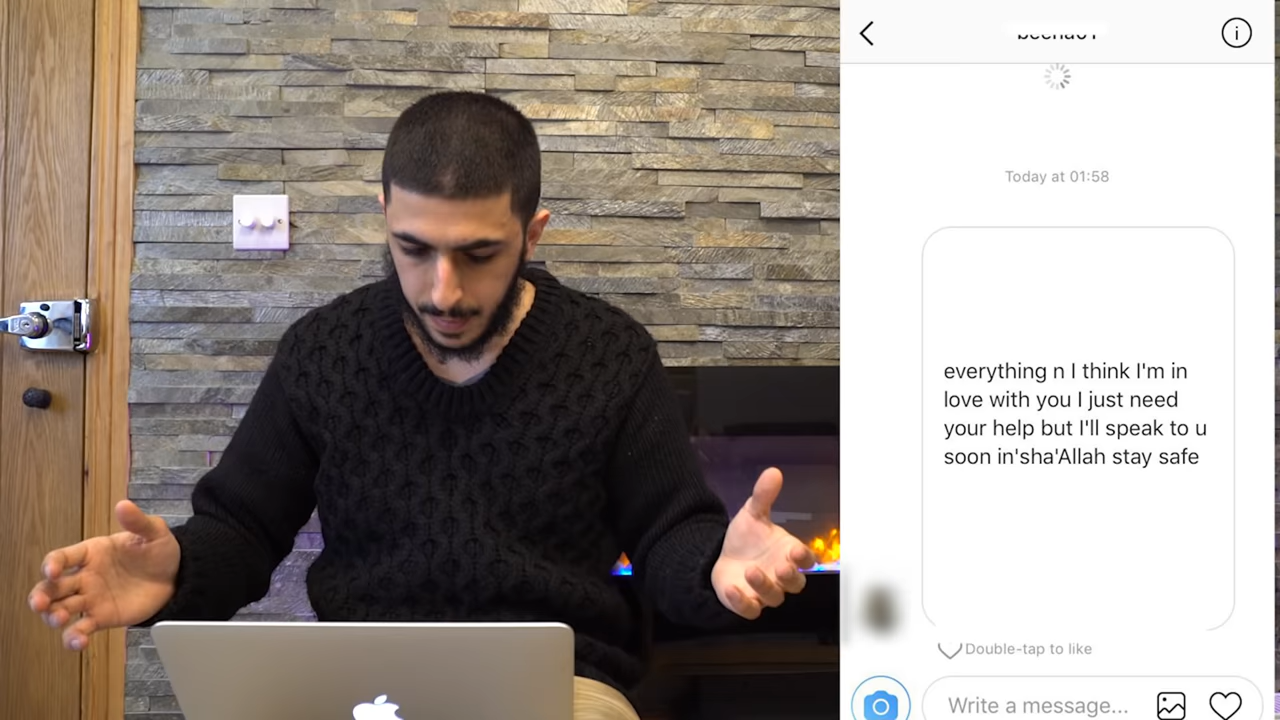 Today at 01:58
everything n I think I'm in
love with you I just need
your help but I'll speak to u
soon in'sha'Allah stay safe
Double-tap to like
Write a message...